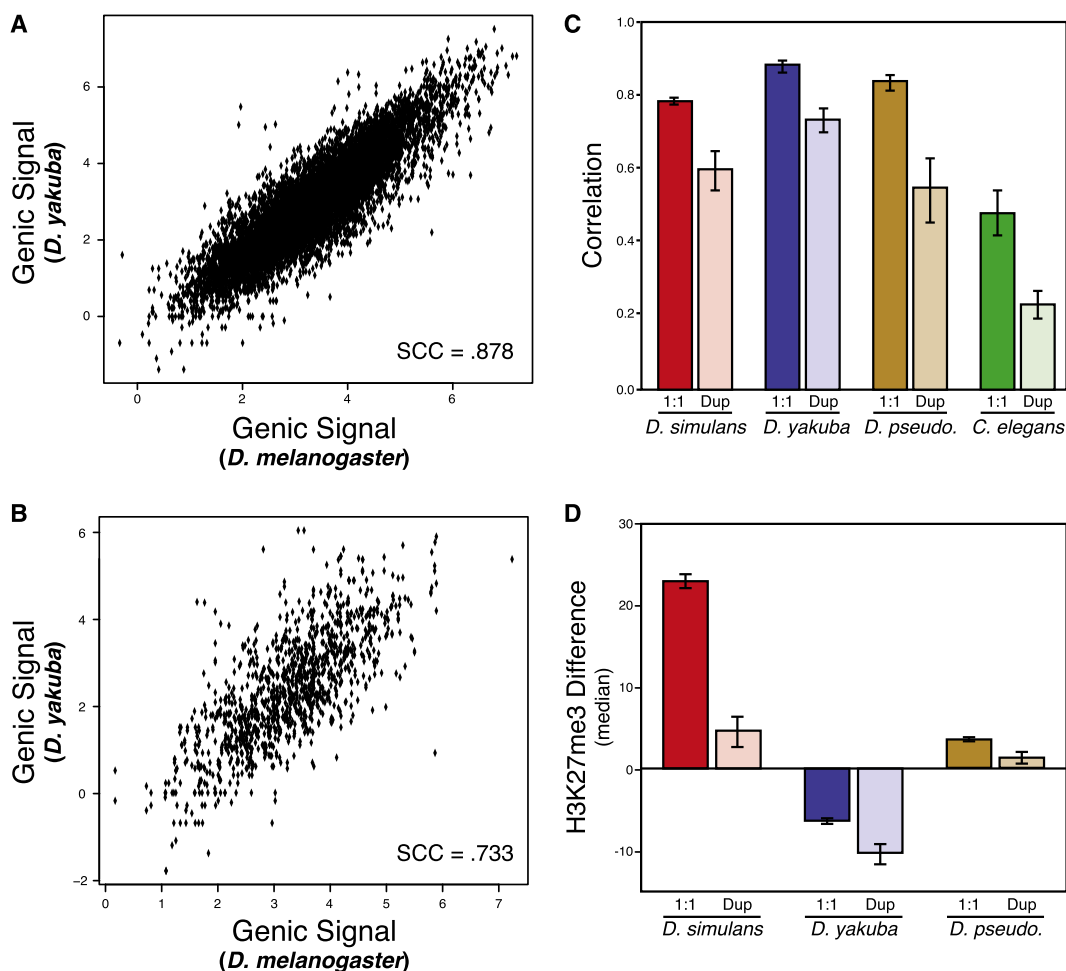 A
Genic Signal
(D. yakuba)
6
4
2
0
SCC = .878
0 2 4 6
Genic Signal
(D. melanogaster)
B
Genic Signal
(D. yakuba)
6
4
2
0
−2
SCC = .733
0 1 2 3 4 5 6 7
Genic Signal
(D. melanogaster)
C
Correlation
1.0
0.8
0.6
0.4
0.2
0.0
1:1 Dup 1:1 Dup 1:1 Dup 1:1 Dup
D. simulans D. yakuba D. pseudo. C. elegans
D
H3K27me3 Difference
(median)
30
20
10
0
-10
1:1 Dup 1:1 Dup 1:1 Dup
D. simulans D. yakuba D. pseudo.